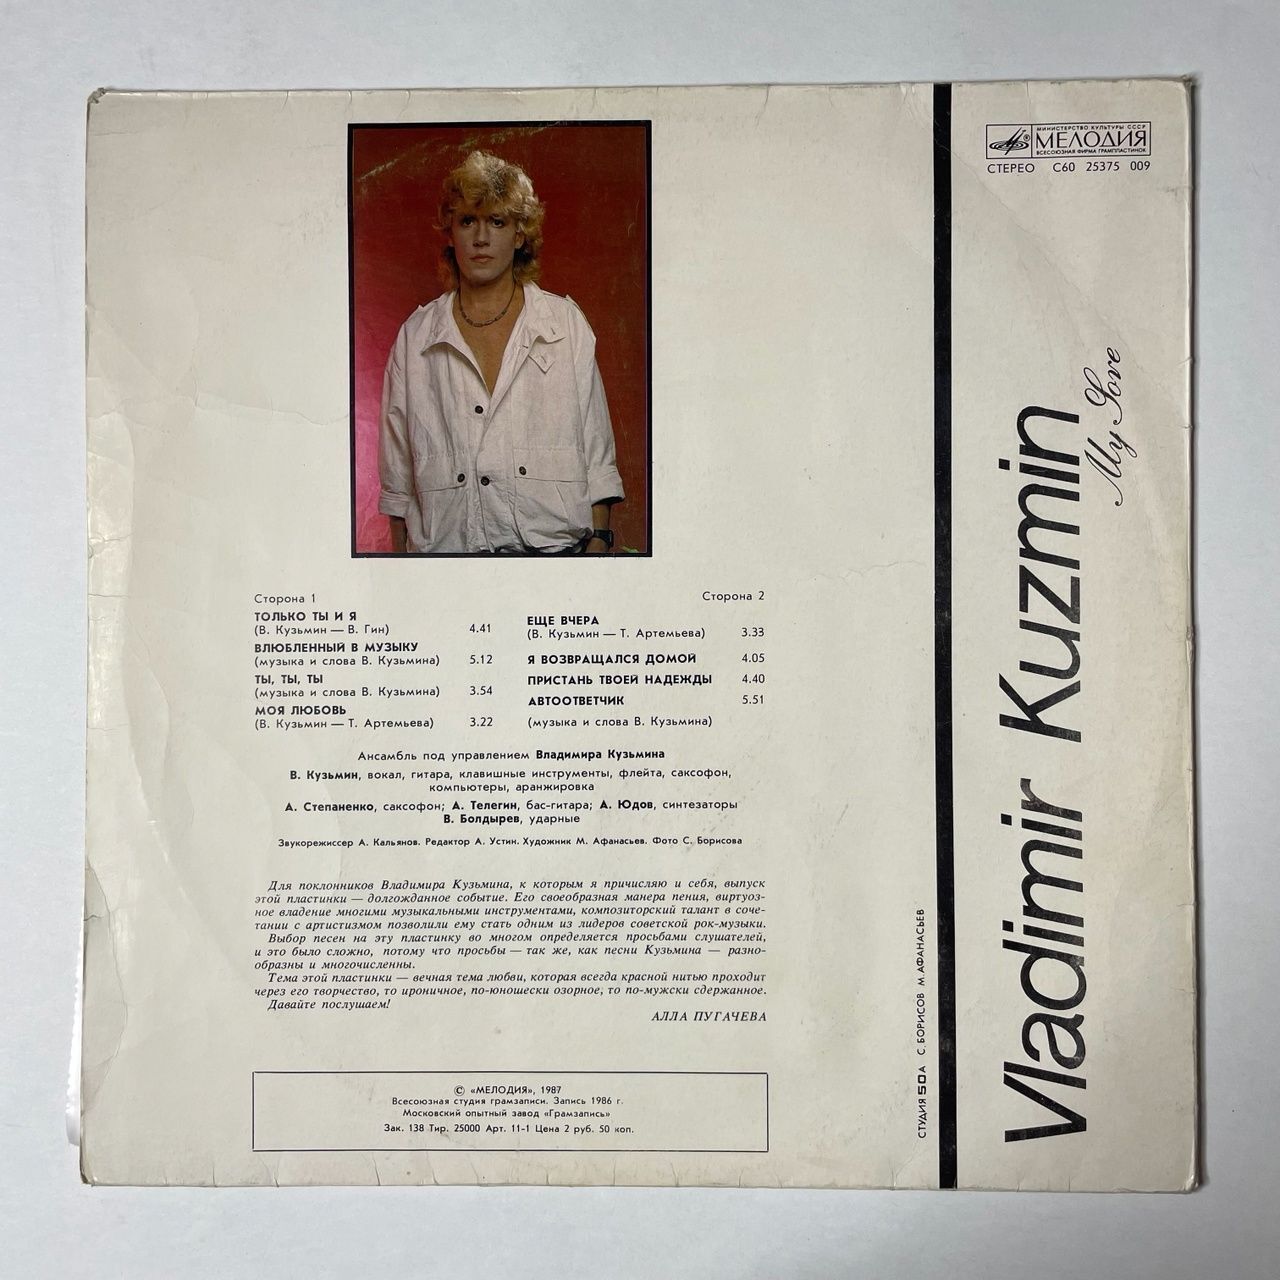 МИНИСТЕРСТВО КУЛЬТУРЫ СССР
МЕЛОДИЯ
ВСЕСОЮЗНАЯ ФИРМА ГРАМПЛАСТИНОК
СТЕРЕО С60 25375 009
Vladimir Kuzmin
My Love
Сторона 1
ТОЛЬКО ТЫ И Я
(В. Кузьмин — В. Гин) 4.41
ВЛЮБЛЕННЫЙ В МУЗЫКУ
(музыка и слова В. Кузьмина) 5.12
ТЫ, ТЫ, ТЫ
(музыка и слова В. Кузьмина) 3.54
МОЯ ЛЮБОВЬ
(В. Кузьмин — Т. Артемьева) 3.22
Сторона 2
ЕЩЕ ВЧЕРА
(В. Кузьмин — Т. Артемьева) 3.33
Я ВОЗВРАЩАЛСЯ ДОМОЙ 4.05
ПРИСТАНЬ ТВОЕЙ НАДЕЖДЫ 4.40
АВТООТВЕТЧИК 5.51
(музыка и слова В. Кузьмина)
Ансамбль под управлением Владимира Кузьмина
В. Кузьмин, вокал, гитара, клавишные инструменты, флейта, саксофон,
компьютеры, аранжировка
А. Степаненко, саксофон; А. Телегин, бас-гитара; А. Юдов, синтезаторы
В. Болдырев, ударные
Звукорежиссер А. Кальянов. Редактор А. Устин. Художник М. Афанасьев. Фото С. Борисова
Для поклонников Владимира Кузьмина, к которым я причисляю и себя, выпуск
этой пластинки — долгожданное событие. Его своеобразная манера пения, виртуоз-
ное владение многими музыкальными инструментами, композиторский талант в соче-
тании с артистизмом позволили ему стать одним из лидеров советской рок-музыки.
Выбор песен на эту пластинку во многом определяется просьбами слушателей,
и это было сложно, потому что просьбы — так же, как песни Кузьмина — разно-
образны и многочисленны.
Тема этой пластинки — вечная тема любви, которая всегда красной нитью проходит
через его творчество, то ироничное, по-юношески озорное, то по-мужски сдержанное.
Давайте послушаем!
АЛЛА ПУГАЧЕВА
© «МЕЛОДИЯ», 1987
Всесоюзная студия грамзаписи. Запись 1986 г.
Московский опытный завод «Грамзапись»
Зак. 138 Тир. 25000 Арт. 11-1 Цена 2 руб. 50 коп.
СТУДИЯ 50А С. БОРИСОВ М. АФАНАСЬЕВ